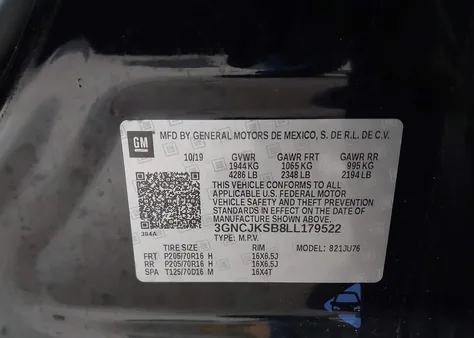 GM MFD BY GENERAL MOTORS DE MEXICO, S. DE R.L. DE C.V.
10/19 GVWR GAWR FRT GAWR RR
1944 KG 1065 KG 995 KG
4286 LB 2348 LB 2194 LB
THIS VEHICLE CONFORMS TO ALL
APPLICABLE U.S. FEDERAL MOTOR
VEHICLE SAFETY AND THEFT PREVENTION
STANDARDS IN EFFECT ON THE DATE OF
MANUFACTURE SHOWN ABOVE.
3GNCJKSB8LL179522
TYPE: M.P.V. MODEL: 821JU76
384A
TIRE SIZE RIM
FRT P205/70R16 H 16X6.5J
RR P205/70R16 H 16X6.5J
SPA T125/70D16 M 16X4T